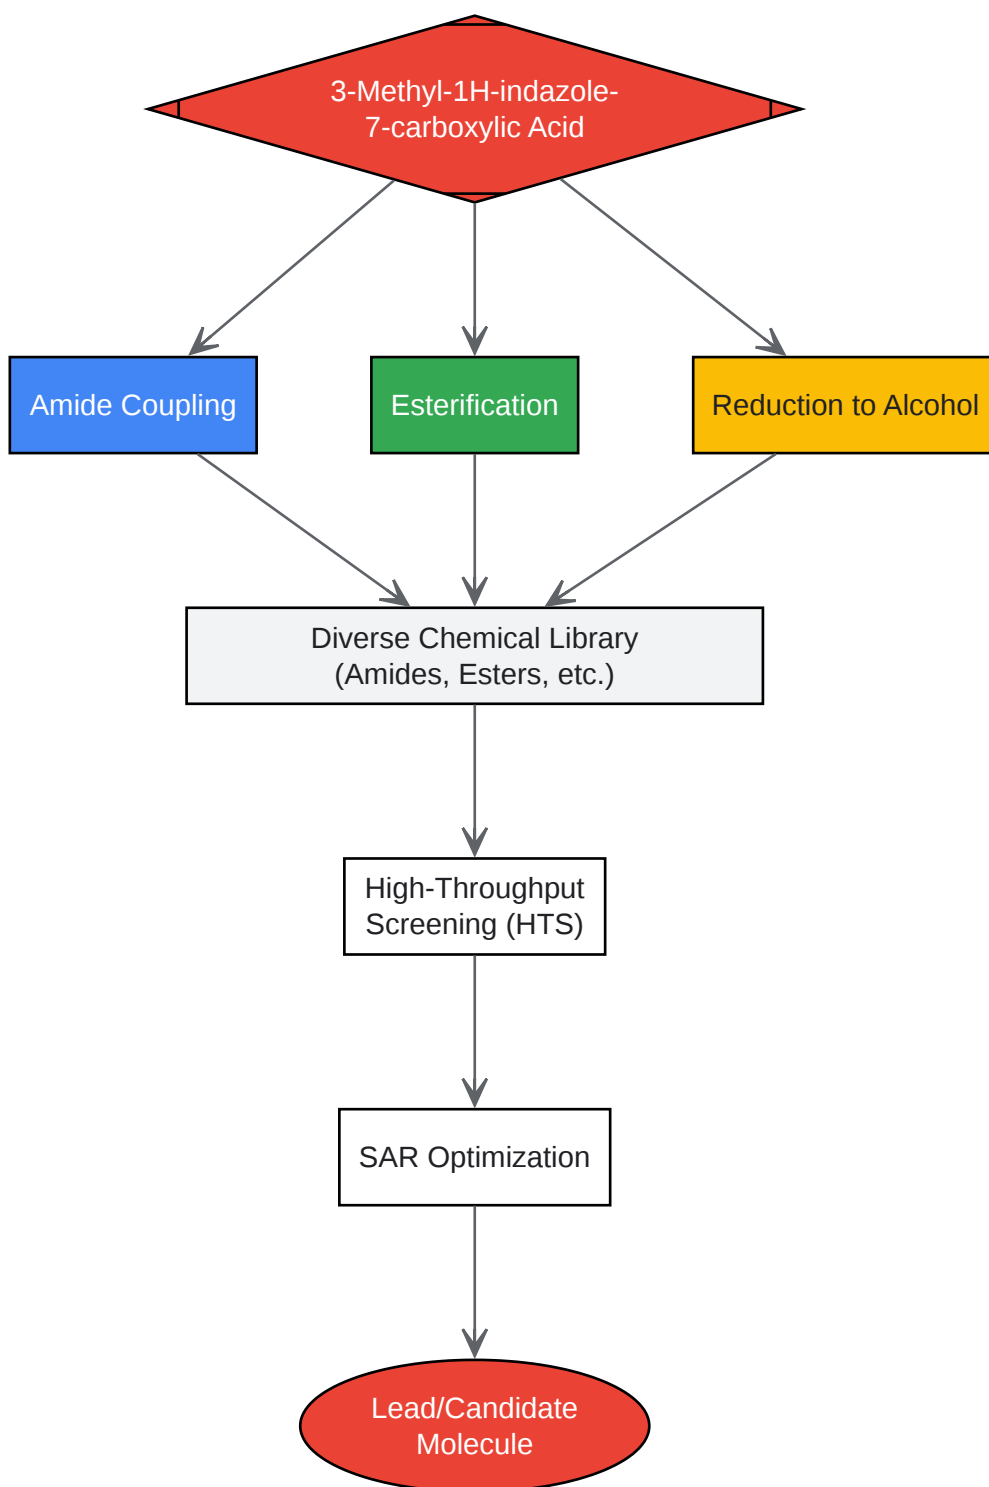 3-Methyl-1H-indazole-
7-carboxylic Acid
Amide Coupling
Esterification
Reduction to Alcohol
Diverse Chemical Library
(Amides, Esters, etc.)
High-Throughput
Screening (HTS)
SAR Optimization
Lead/Candidate
Molecule